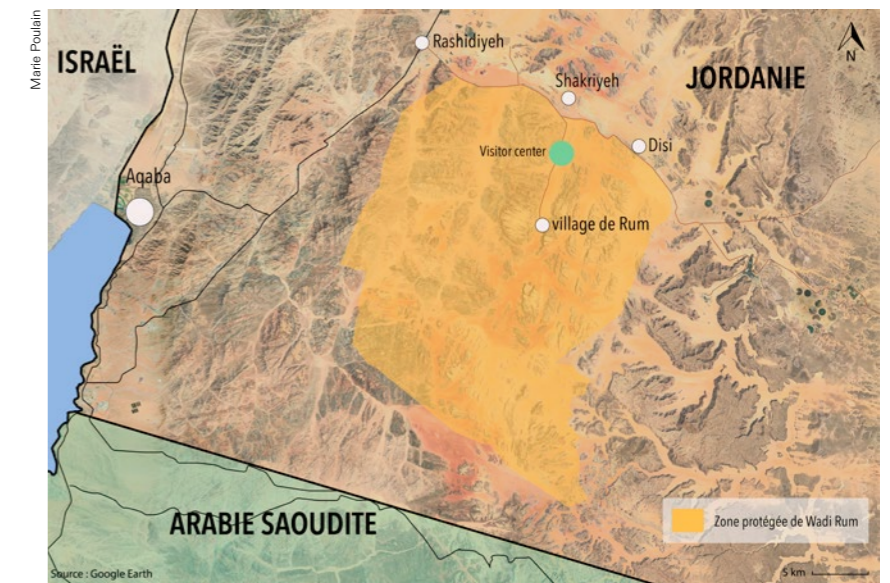 Marie Poulain
ISRAËL
Rashidiyeh
N
JORDANIE
Shakriyeh
Visitor center
Disi
Aqaba
village de Rum
ARABIE SAOUDITE
Zone protégée de Wadi Rum
Source : Google Earth
5 km